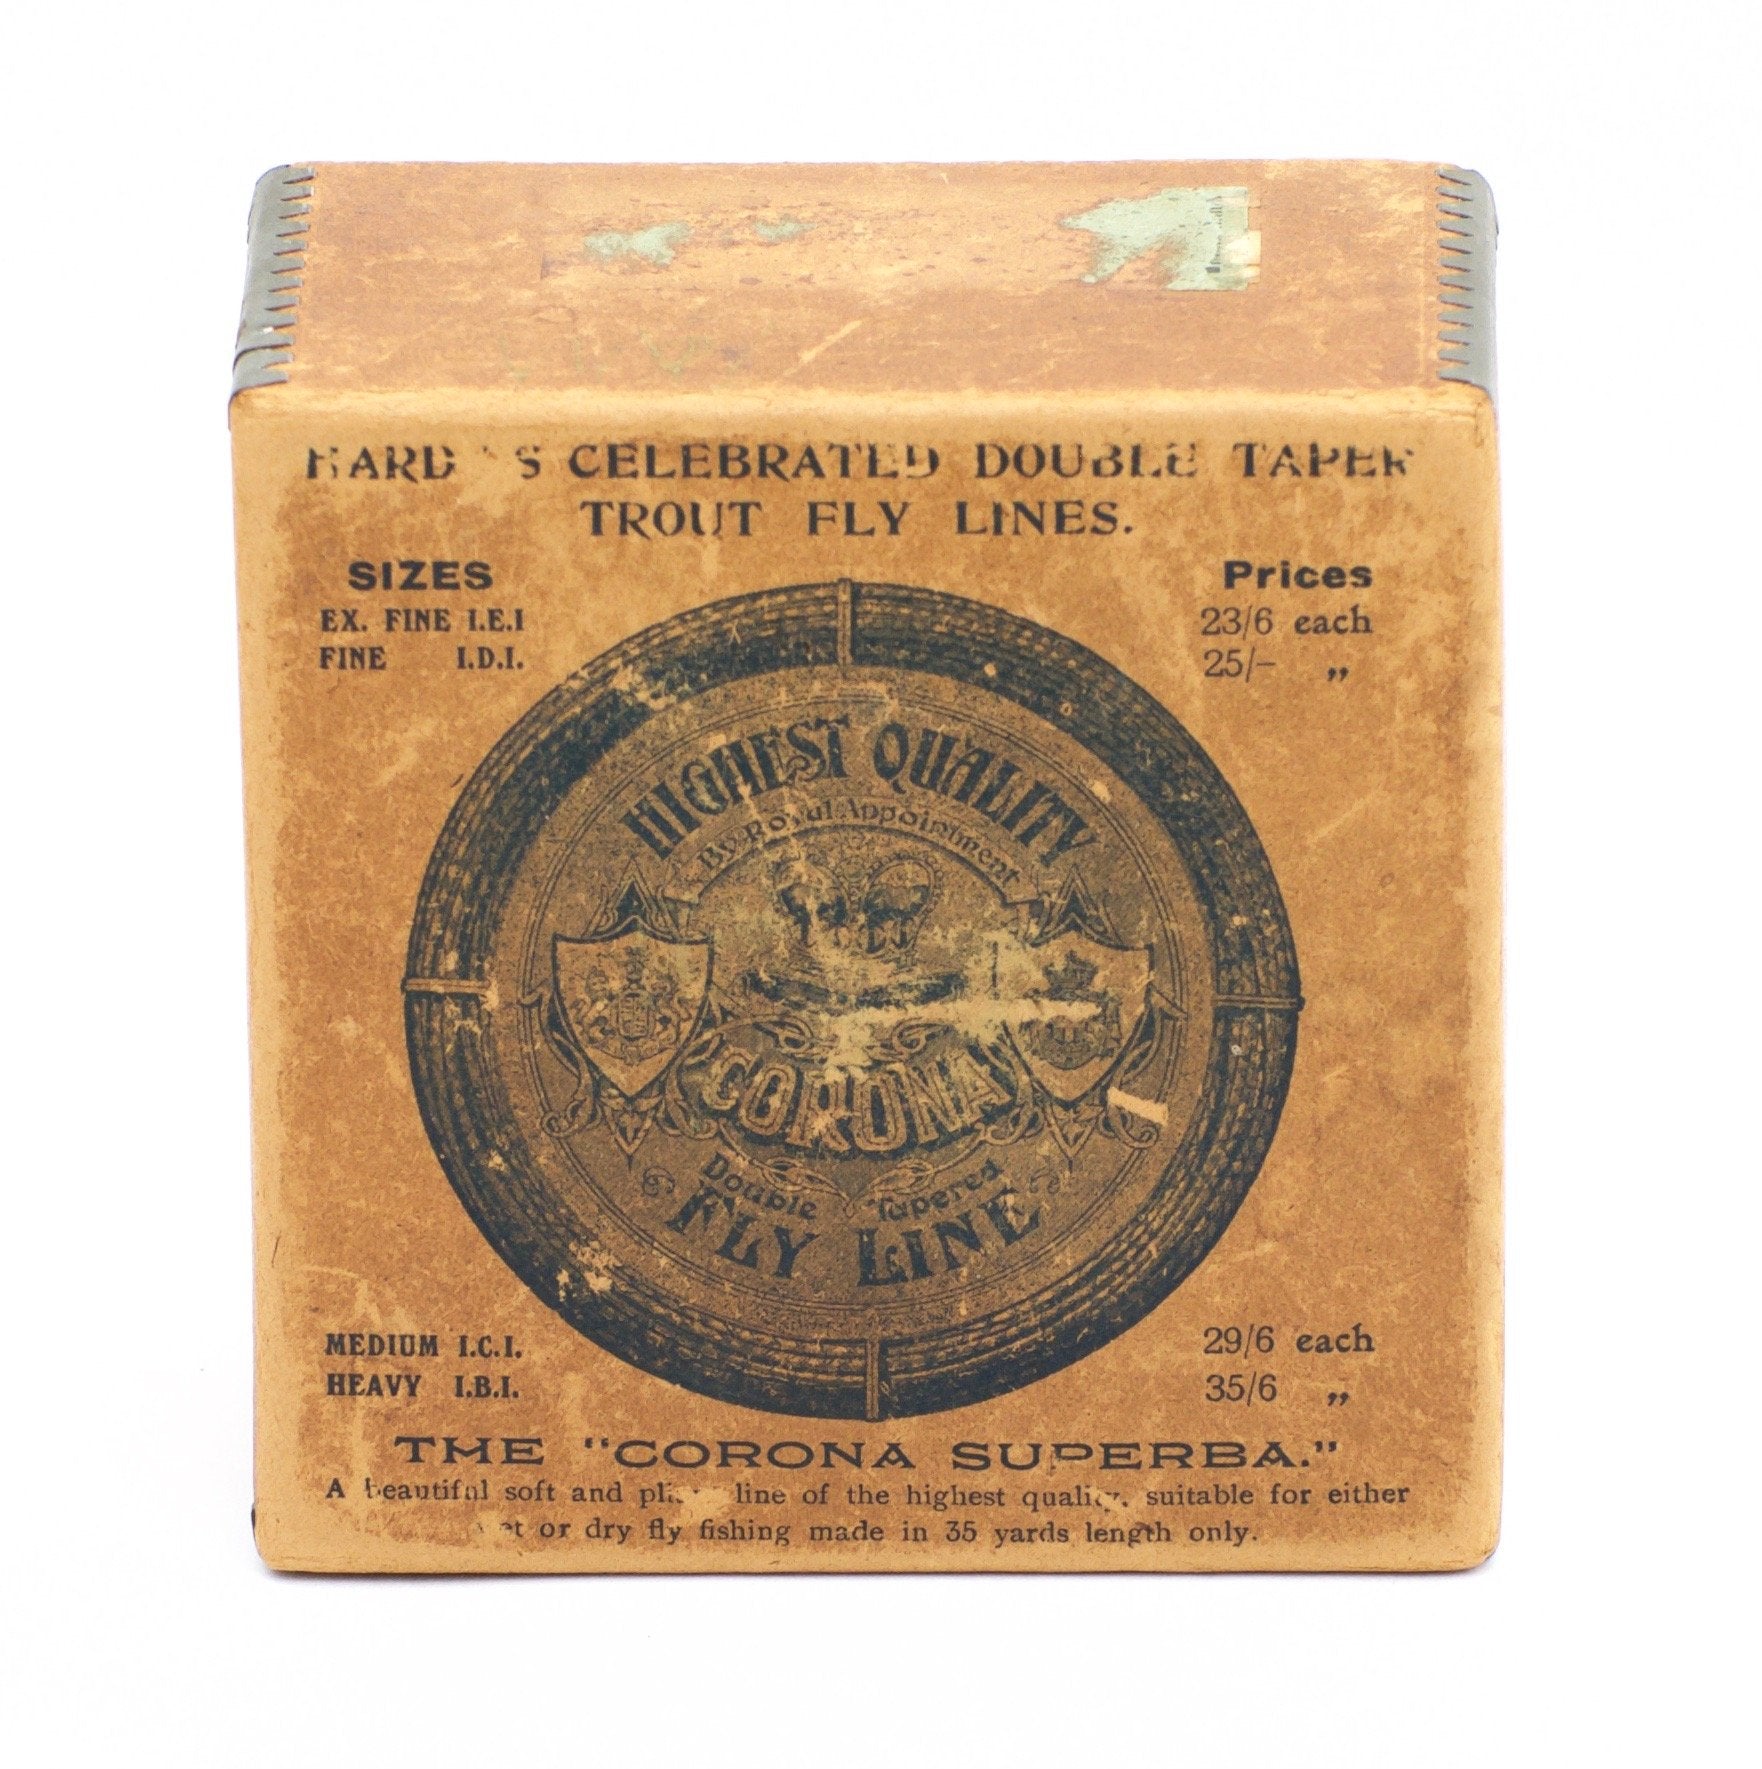 CELEBRATED DOUBLE TAPER
TROUT FLY LINES.
SIZES Prices
EX. FINE I.E.I 23/6 each
FINE I.D.I. 25/- „
HIGHEST QUALITY
By Royal Appointment
"CORONA"
Double Tapered
FLY LINE
MEDIUM I.C.I. 29/6 each
HEAVY I.B.I. 35/6 „
THE "CORONA SUPERBA."
A beautiful soft and line of the highest quality, suitable for either
or dry fly fishing made in 35 yards length only.